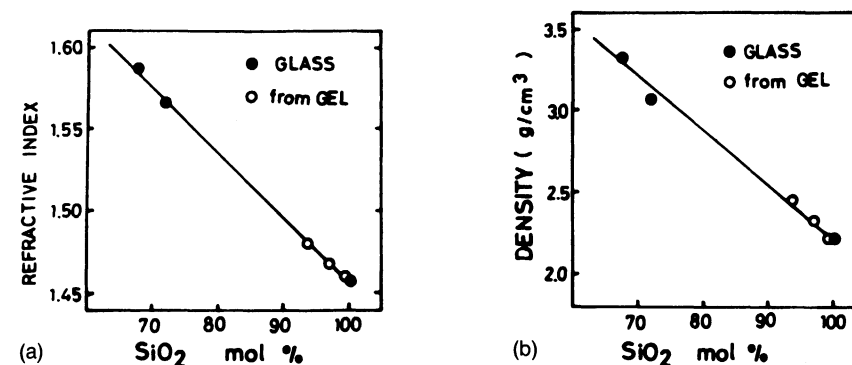 1.60
1.55
1.50
1.45
REFRACTIVE INDEX
● GLASS
○ from GEL
70 80 90 100
(a) SiO₂ mol %
3.5
3.0
2.5
2.0
DENSITY ( g/cm³ )
● GLASS
○ from GEL
70 80 90 100
(b) SiO₂ mol %